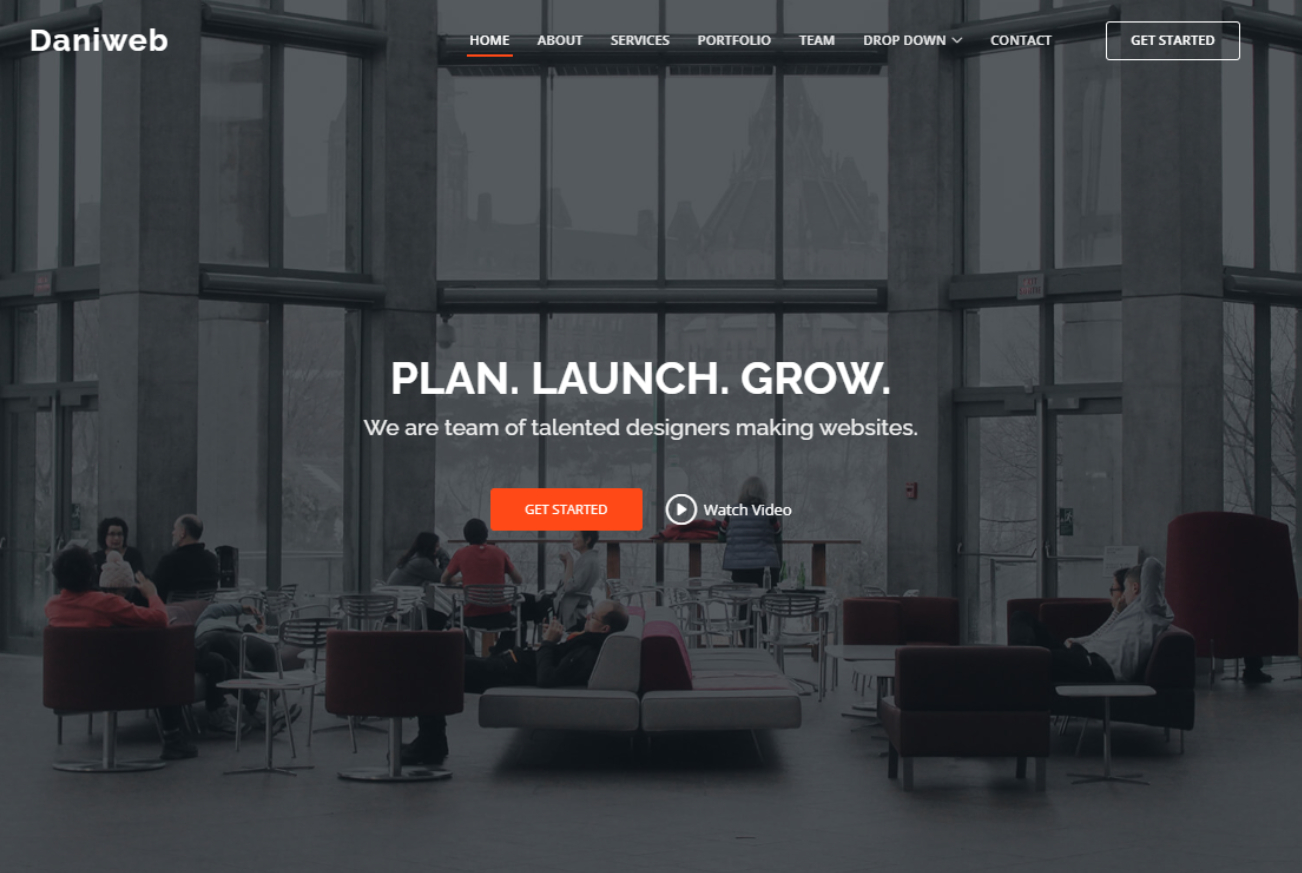 Daniweb
HOME ABOUT SERVICES PORTFOLIO TEAM DROP DOWN CONTACT GET STARTED
PLAN. LAUNCH. GROW.
We are team of talented designers making websites.
GET STARTED Watch Video